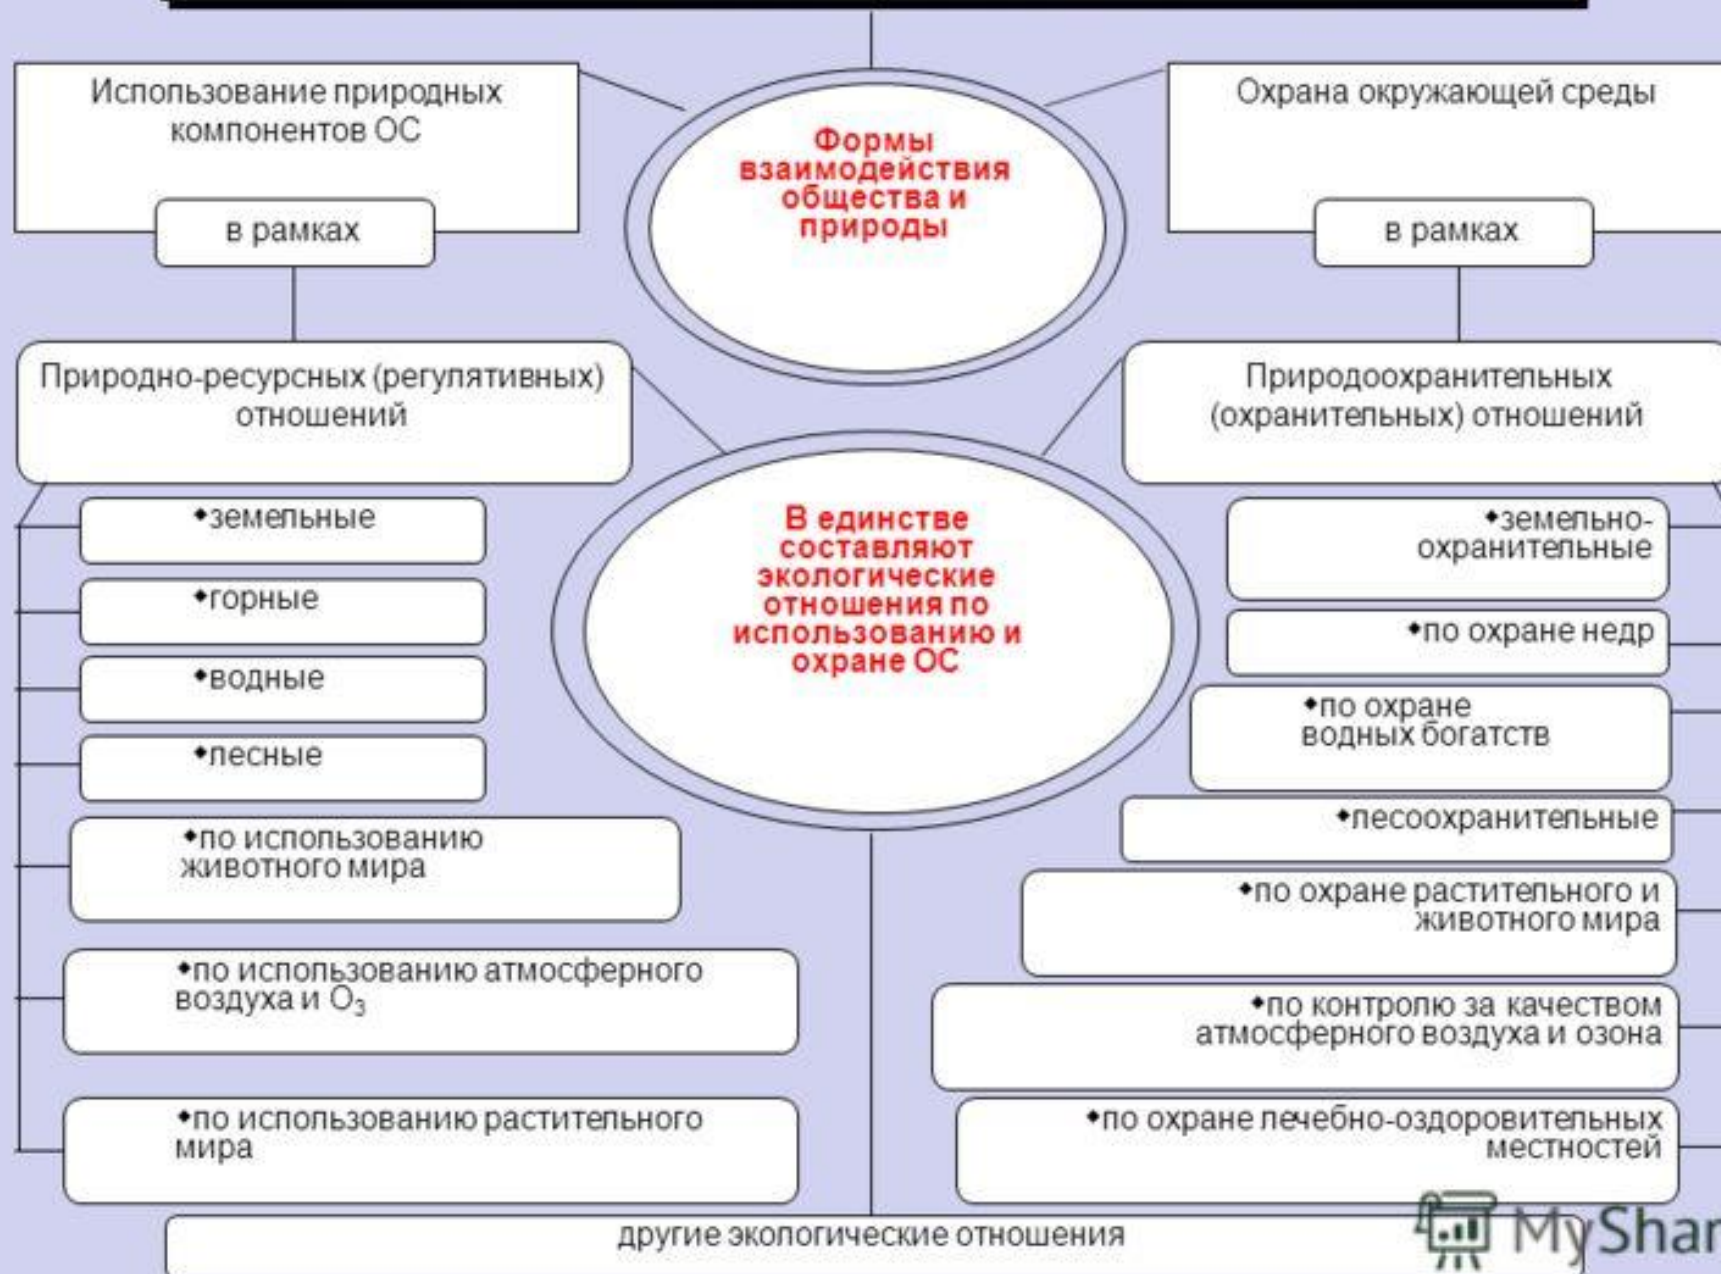 Использование природных
компонентов ОС
в рамках
Формы
взаимодействия
общества и
природы
Охрана окружающей среды
в рамках
Природно-ресурсных (регулятивных)
отношений
Природоохранительных
(охранительных) отношений
◆земельные
◆горные
◆водные
◆лесные
◆по использованию
животного мира
◆по использованию атмосферного
воздуха и O₃
◆по использованию растительного
мира
В единстве
составляют
экологические
отношения по
использованию и
охране ОС
◆земельно-
охранительные
◆по охране недр
◆по охране
водных богатств
◆лесоохранительные
◆по охране растительного и
животного мира
◆по контролю за качеством
атмосферного воздуха и озона
◆по охране лечебно-оздоровительных
местностей
другие экологические отношения
MyShar